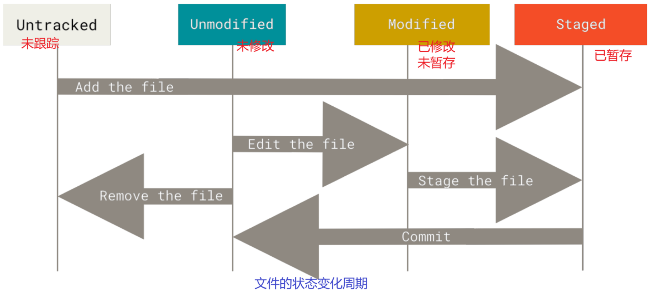 Untracked
Unmodified
Modified
Staged
未跟踪
未修改
已修改
未暂存
已暂存
Add the file
Edit the file
Stage the file
Remove the file
Commit
文件的状态变化周期